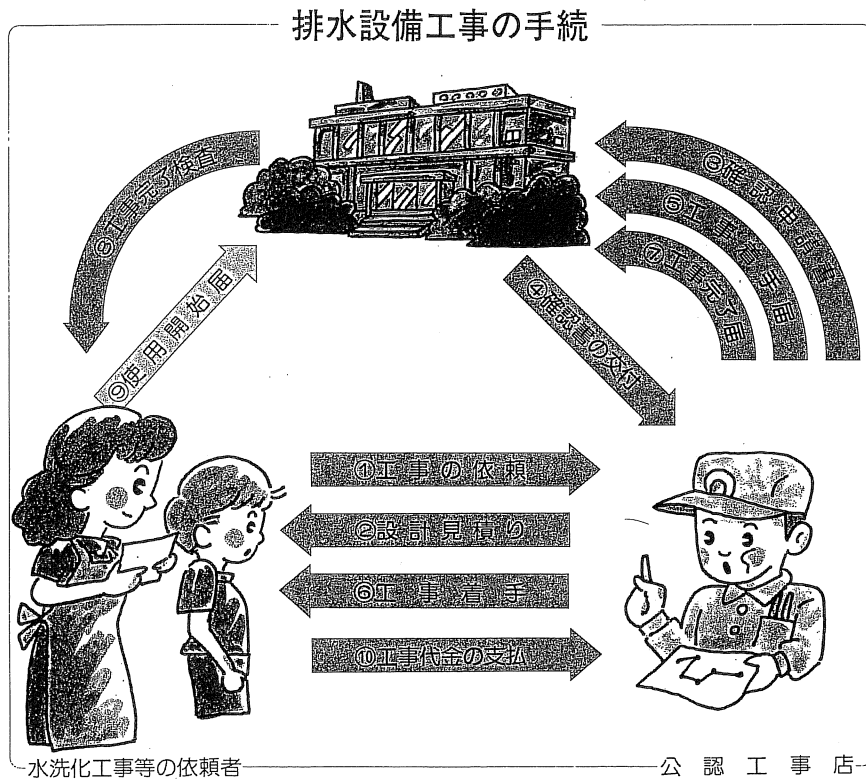 排水設備工事の手続
⑧工事完了検査
⑨使用開始届
③確認申請書
⑤工事着手届
⑦工事完了届
④確認書の交付
①工事の依頼
②設計見積り
⑥工事着手
⑩工事代金の支払
水洗化工事等の依頼者
公認工事店